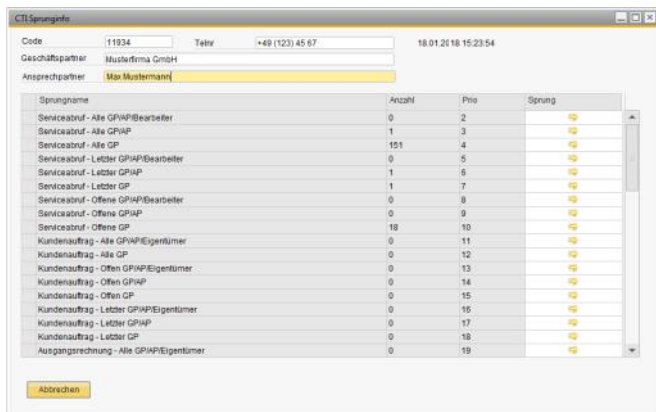 CTI Sprunginfo
Code 11934 Telnr +49 (123) 45 67 18.01.2018 15:23:54
Geschäftspartner Musterfirma GmbH
Ansprechpartner Max Mustermann
Sprungname Anzahl Prio Sprung
Serviceabruf - Alle GP/AP/Bearbeiter 0 2
Serviceabruf - Alle GP/AP 1 3
Serviceabruf - Alle GP 151 4
Serviceabruf - Letzter GP/AP/Bearbeiter 0 5
Serviceabruf - Letzter GP/AP 1 6
Serviceabruf - Letzter GP 1 7
Serviceabruf - Offene GP/AP/Bearbeiter 0 8
Serviceabruf - Offene GP/AP 0 9
Serviceabruf - Offene GP 18 10
Kundenauftrag - Alle GP/AP/Eigentümer 0 11
Kundenauftrag - Alle GP 0 12
Kundenauftrag - Offen GP/AP/Eigentümer 0 13
Kundenauftrag - Offen GP/AP 0 14
Kundenauftrag - Offen GP 0 15
Kundenauftrag - Letzter GP/AP/Eigentümer 0 16
Kundenauftrag - Letzter GP/AP 0 17
Kundenauftrag - Letzter GP 0 18
Ausgangsrechnung - Alle GP/AP/Eigentümer 0 19
Abbrechen